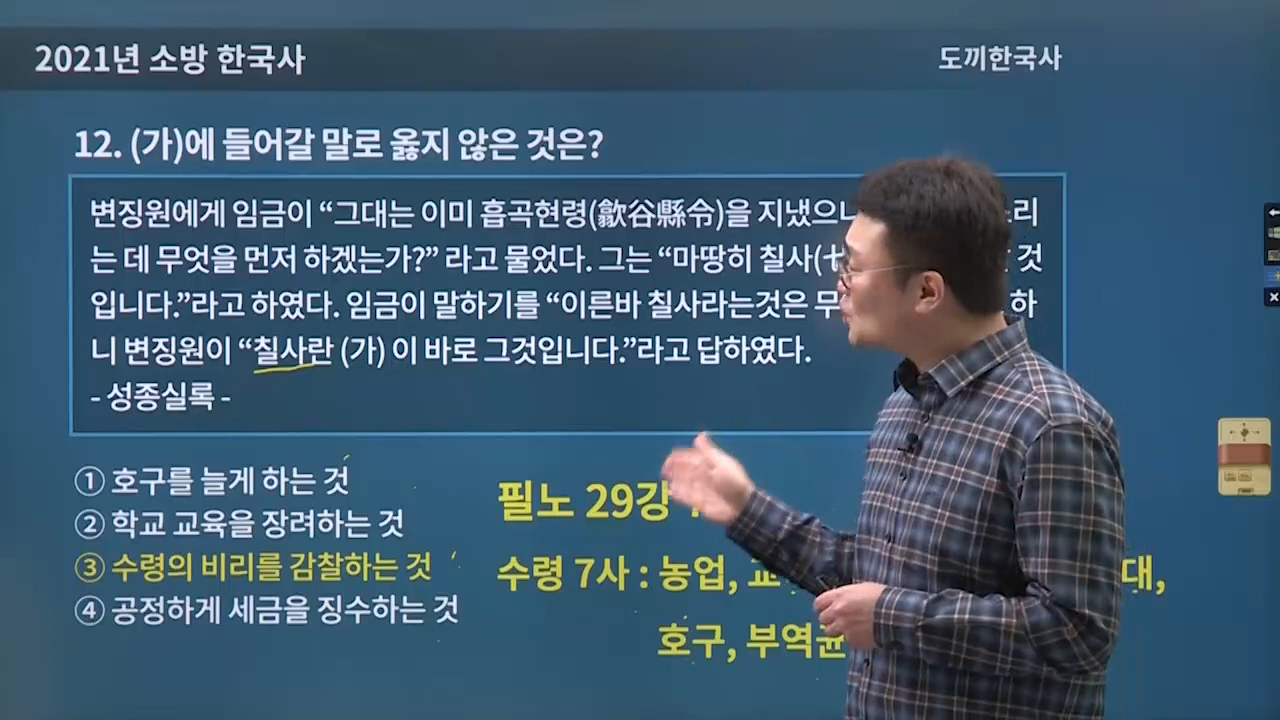 2021년 소방 한국사
도끼한국사
12. (가)에 들어갈 말로 옳지 않은 것은?
변징원에게 임금이 “그대는 이미 흡곡현령(歙谷縣令)을 지냈으니
는 데 무엇을 먼저 하겠는가?” 라고 물었다. 그는 “마땅히 칠사(七 것
입니다.”라고 하였다. 임금이 말하기를 “이른바 칠사라는것은 무 하
니 변징원이 “칠사란 (가) 이 바로 그것입니다.”라고 답하였다.
- 성종실록 -
① 호구를 늘게 하는 것
② 학교 교육을 장려하는 것
③ 수령의 비리를 감찰하는 것
④ 공정하게 세금을 징수하는 것
필노 29강
수령 7사 : 농업, 대,
호구, 부역균